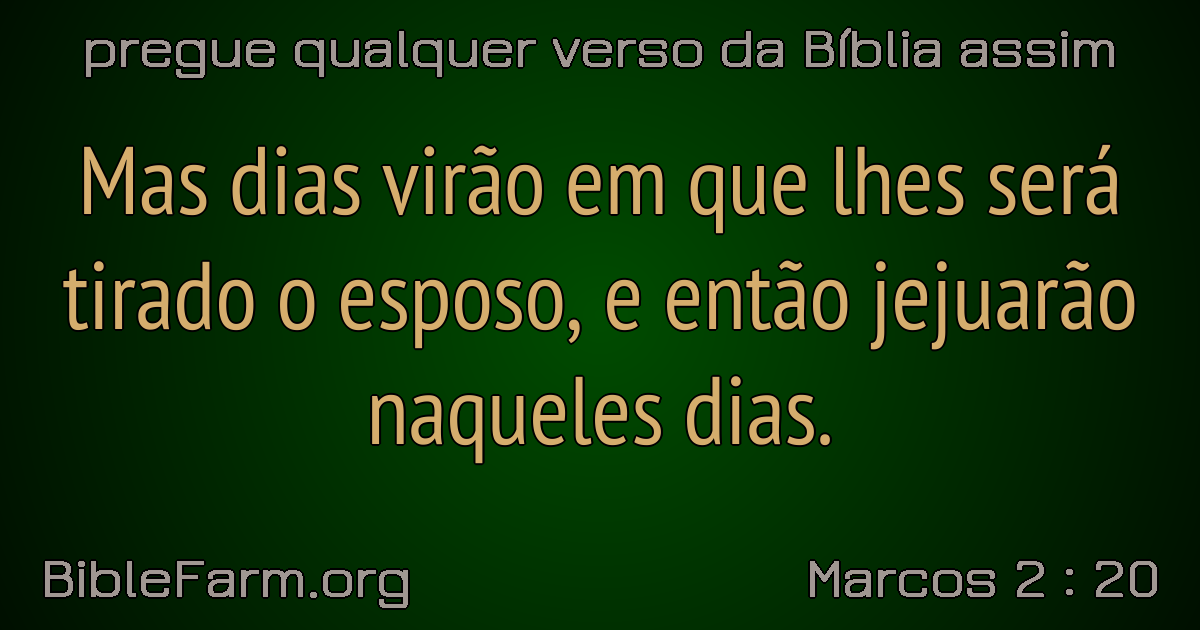 pregue qualquer verso da Bíblia assim
Mas dias virão em que lhes será
tirado o esposo, e então jejuarão
naqueles dias.
BibleFarm.org
Marcos 2 : 20